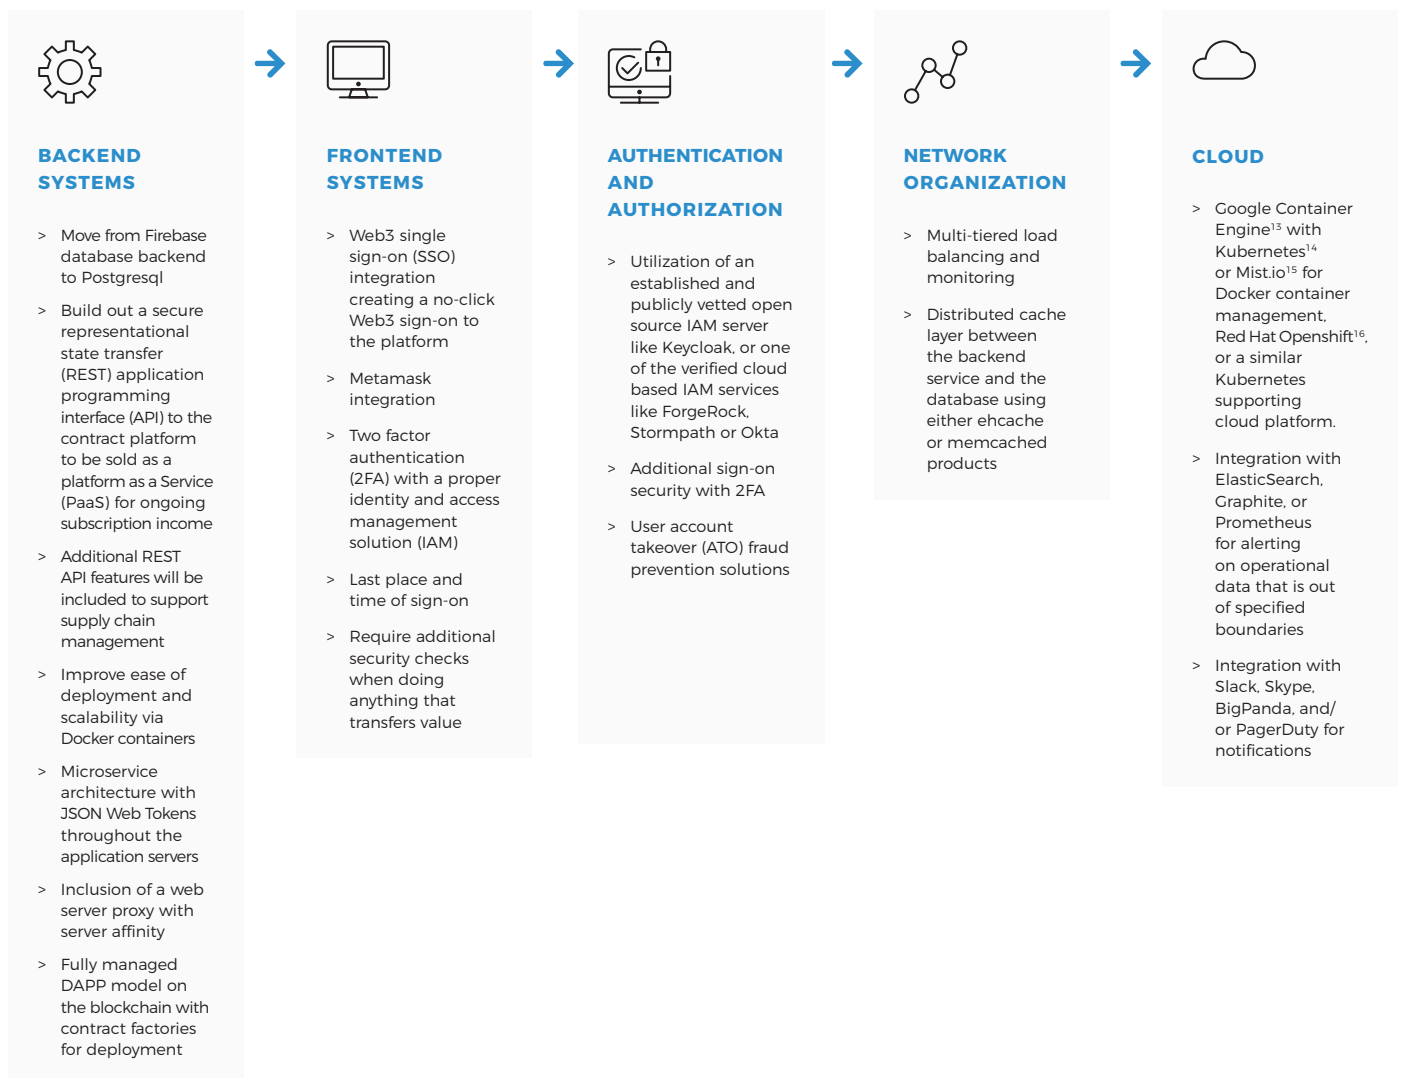 BACKEND
SYSTEMS
> Move from Firebase
database backend
to Postgresql
> Build out a secure
representational
state transfer
(REST) application
programming
interface (API) to the
contract platform
to be sold as a
platform as a Service
(PaaS) for ongoing
subscription income
> Additional REST
API features will be
included to support
supply chain
management
> Improve ease of
deployment and
scalability via
Docker containers
> Microservice
architecture with
JSON Web Tokens
throughout the
application servers
> Inclusion of a web
server proxy with
server affinity
> Fully managed
DAPP model on
the blockchain with
contract factories
for deployment
FRONTEND
SYSTEMS
> Web3 single
sign-on (SSO)
integration
creating a no-click
Web3 sign-on to
the platform
> Metamask
integration
> Two factor
authentication
(2FA) with a proper
identity and access
management
solution (IAM)
> Last place and
time of sign-on
> Require additional
security checks
when doing
anything that
transfers value
AUTHENTICATION
AND
AUTHORIZATION
> Utilization of an
established and
publicly vetted open
source IAM server
like Keycloak, or one
of the verified cloud
based IAM services
like ForgeRock,
Stormpath or Okta
> Additional sign-on
security with 2FA
> User account
takeover (ATO) fraud
prevention solutions
NETWORK
ORGANIZATION
> Multi-tiered load
balancing and
monitoring
> Distributed cache
layer between
the backend
service and the
database using
either ehcache
or memcached
products
CLOUD
> Google Container
Engine¹³ with
Kubernetes¹⁴
or Mist.io¹⁵ for
Docker container
management,
Red Hat Openshift¹⁶,
or a similar
Kubernetes
supporting
cloud platform.
> Integration with
ElasticSearch,
Graphite, or
Prometheus
for alerting
on operational
data that is out
of specified
boundaries
> Integration with
Slack, Skype,
BigPanda, and/
or PagerDuty for
notifications